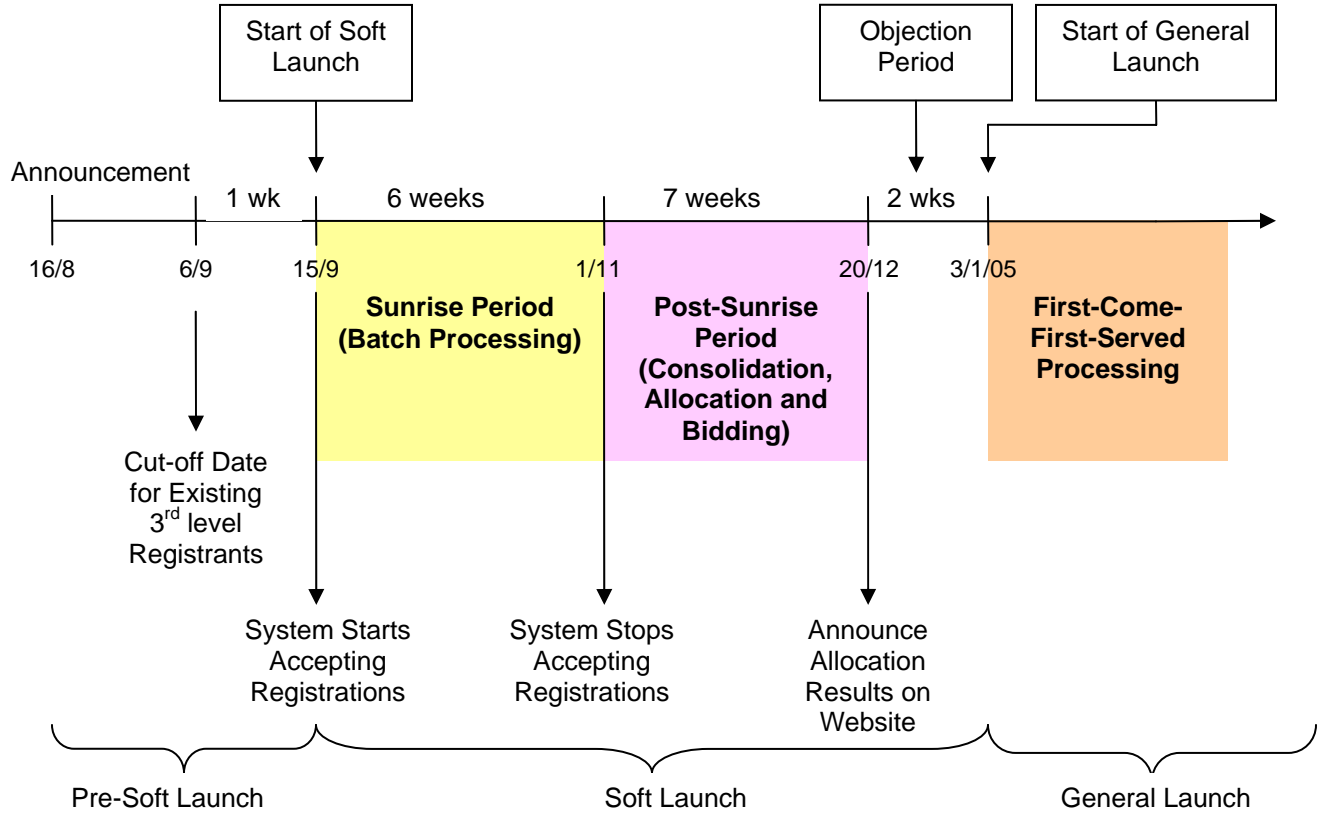 Start of Soft
Launch
Objection
Period
Start of General
Launch
Announcement
1 wk
6 weeks
7 weeks
2 wks
16/8
6/9
15/9
1/11
20/12
3/1/05
Sunrise Period
(Batch Processing)
Post-Sunrise
Period
(Consolidation,
Allocation and
Bidding)
First-Come-
First-Served
Processing
Cut-off Date
for Existing
3rd level
Registrants
System Starts
Accepting
Registrations
System Stops
Accepting
Registrations
Announce
Allocation
Results on
Website
Pre-Soft Launch
Soft Launch
General Launch